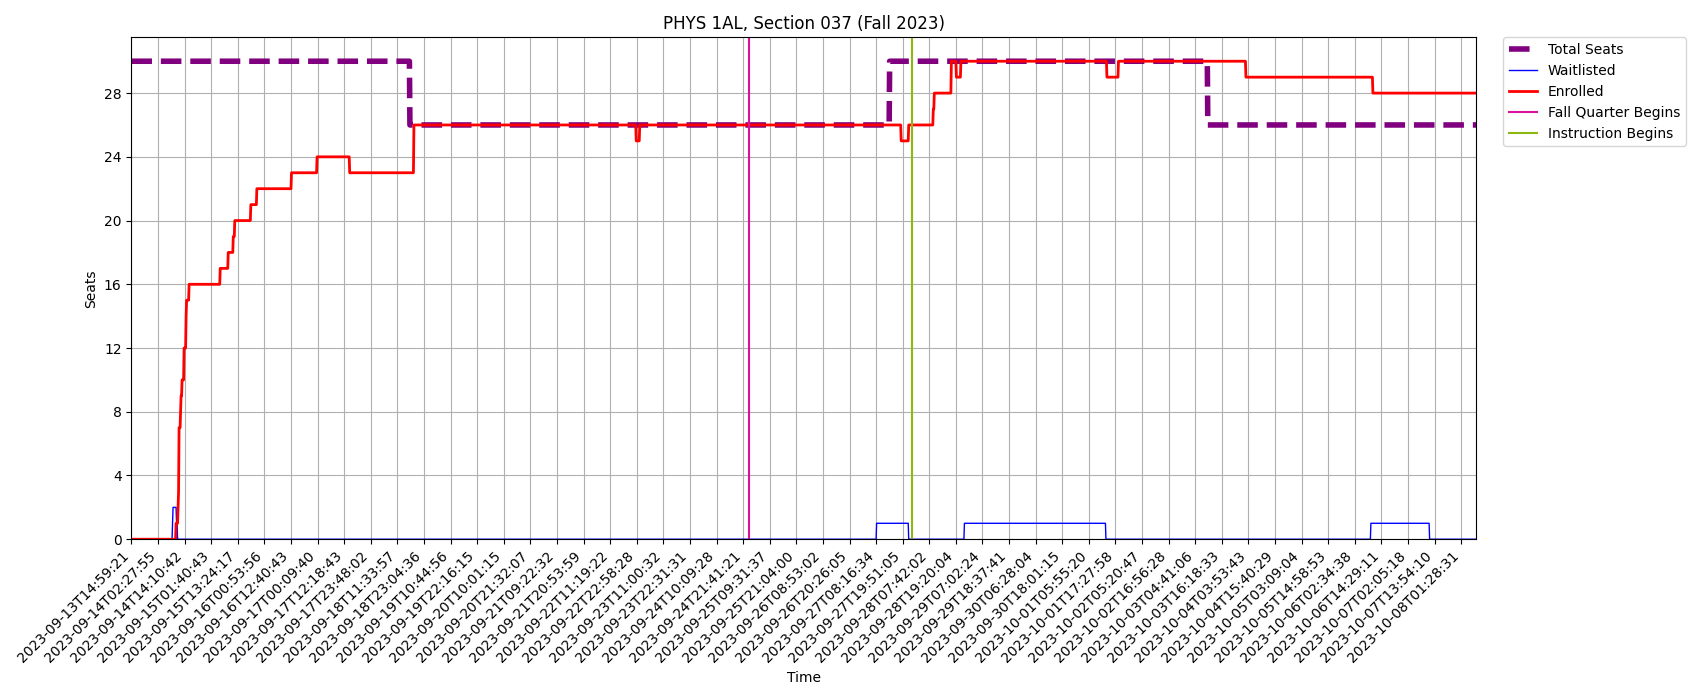 PHYS 1AL, Section 037 (Fall 2023)
Total Seats
Waitlisted
Enrolled
Fall Quarter Begins
Instruction Begins
Seats
28
24
20
16
12
8
4
0
2023-09-13T14:59:21
2023-09-14T02:27:55
2023-09-14T14:10:42
2023-09-15T01:40:43
2023-09-15T13:24:17
2023-09-16T00:53:56
2023-09-16T12:40:43
2023-09-17T00:09:40
2023-09-17T12:18:43
2023-09-17T23:48:02
2023-09-18T11:33:57
2023-09-18T23:04:36
2023-09-19T10:44:56
2023-09-19T22:16:15
2023-09-20T10:01:15
2023-09-20T21:32:07
2023-09-21T09:22:32
2023-09-21T20:53:59
2023-09-22T11:19:22
2023-09-22T22:58:28
2023-09-23T11:00:32
2023-09-23T22:31:31
2023-09-24T10:09:28
2023-09-24T21:41:21
2023-09-25T09:31:37
2023-09-25T21:04:00
2023-09-26T08:53:02
2023-09-26T20:26:05
2023-09-27T08:16:34
2023-09-27T19:51:05
2023-09-28T07:42:02
2023-09-28T19:20:04
2023-09-29T07:02:24
2023-09-29T18:37:41
2023-09-30T06:28:04
2023-09-30T18:01:15
2023-10-01T05:55:20
2023-10-01T17:27:58
2023-10-02T05:20:47
2023-10-02T16:56:28
2023-10-03T04:41:06
2023-10-03T16:18:33
2023-10-04T03:53:43
2023-10-04T15:40:29
2023-10-05T03:09:04
2023-10-05T14:58:53
2023-10-06T02:34:38
2023-10-06T14:29:11
2023-10-07T02:05:18
2023-10-07T13:54:10
2023-10-08T01:28:31
Time